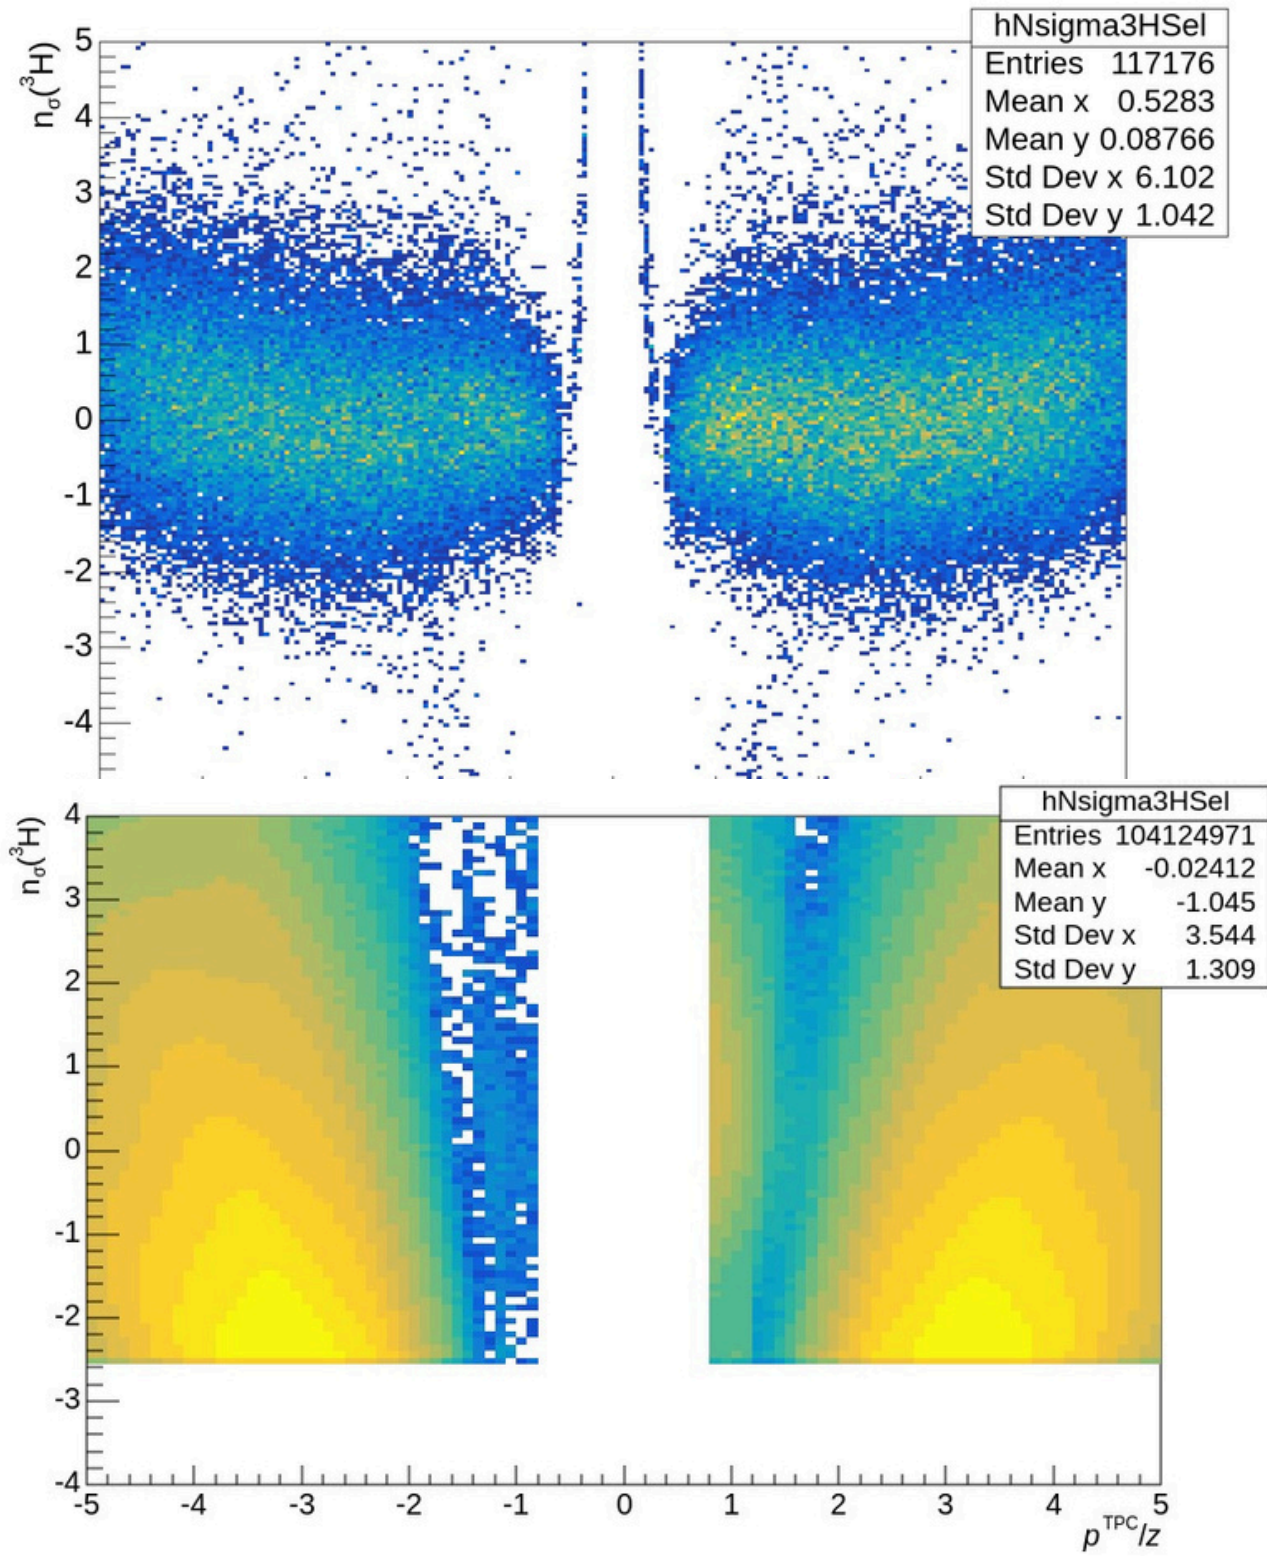 hNsigma3HSel
Entries 117176
Mean x 0.5283
Mean y 0.08766
Std Dev x 6.102
Std Dev y 1.042
nσ(³H)
5
4
3
2
1
0
-1
-2
-3
-4
hNsigma3HSel
Entries 104124971
Mean x -0.02412
Mean y -1.045
Std Dev x 3.544
Std Dev y 1.309
nσ(³H)
4
3
2
1
0
-1
-2
-3
-4
-5 -4 -3 -2 -1 0 1 2 3 4 5
pᵀᴾᶜ/z